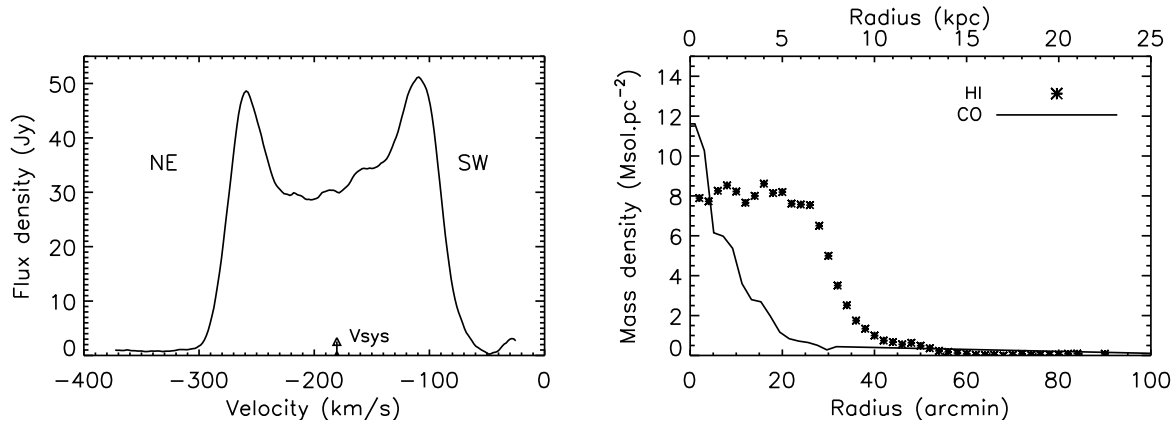 Flux density (Jy)
50
40
30
20
10
0
NE
SW
Vsys
−400 −300 −200 −100 0
Velocity (km/s)
Radius (kpc)
0 5 10 15 20 25
Mass density (Msol.pc−2)
14
12
10
8
6
4
2
0
HI
CO
0 20 40 60 80 100
Radius (arcmin)